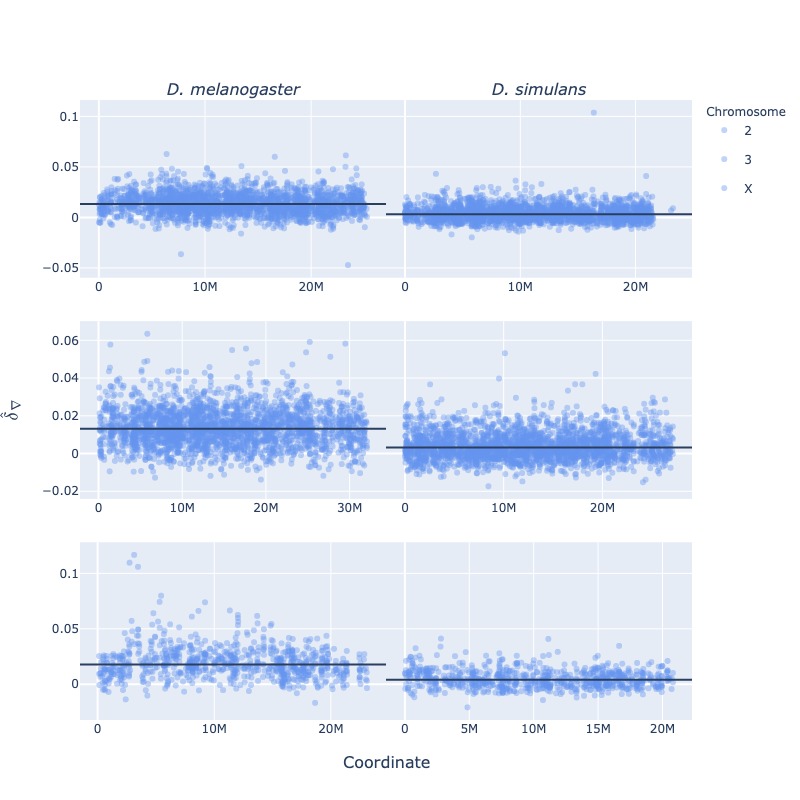 D. melanogaster D. simulans
Chromosome
2
3
X
0.1
0.05
0
−0.05
0 10M 20M 0 10M 20M
0.06
0.04
0.02
0
−0.02
0 10M 20M 30M 0 10M 20M
0.1
0.05
0
0 10M 20M 0 5M 10M 15M 20M
Coordinate